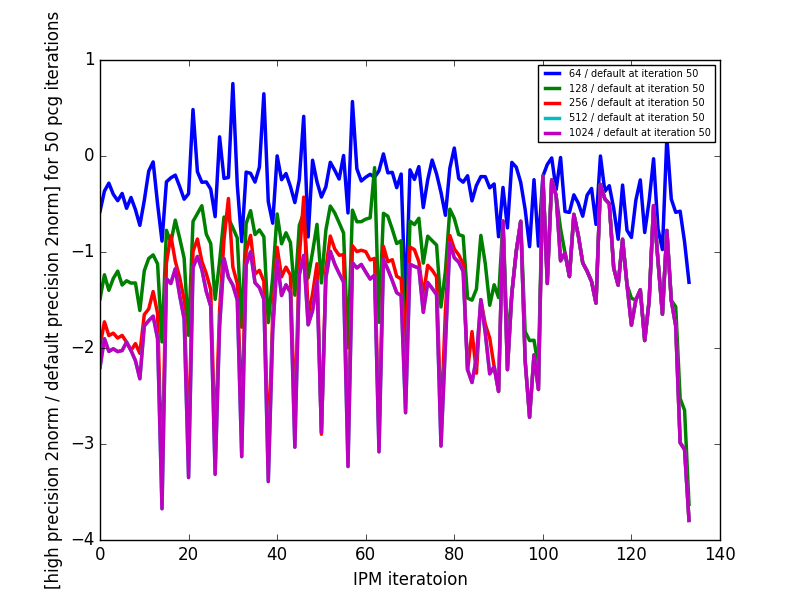 [high precision 2norm / default precision 2norm] for 50 pcg iterations
1
0
−1
−2
−3
−4
64 / default at iteration 50
128 / default at iteration 50
256 / default at iteration 50
512 / default at iteration 50
1024 / default at iteration 50
0 20 40 60 80 100 120 140
IPM iteratoion